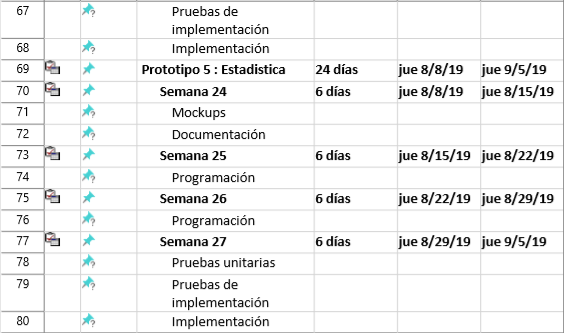 67 Pruebas de
implementación
68 Implementación
69 Prototipo 5 : Estadistica 24 días jue 8/8/19 jue 9/5/19
70 Semana 24 6 días jue 8/8/19 jue 8/15/19
71 Mockups
72 Documentación
73 Semana 25 6 días jue 8/15/19 jue 8/22/19
74 Programación
75 Semana 26 6 días jue 8/22/19 jue 8/29/19
76 Programación
77 Semana 27 6 días jue 8/29/19 jue 9/5/19
78 Pruebas unitarias
79 Pruebas de
implementación
80 Implementación